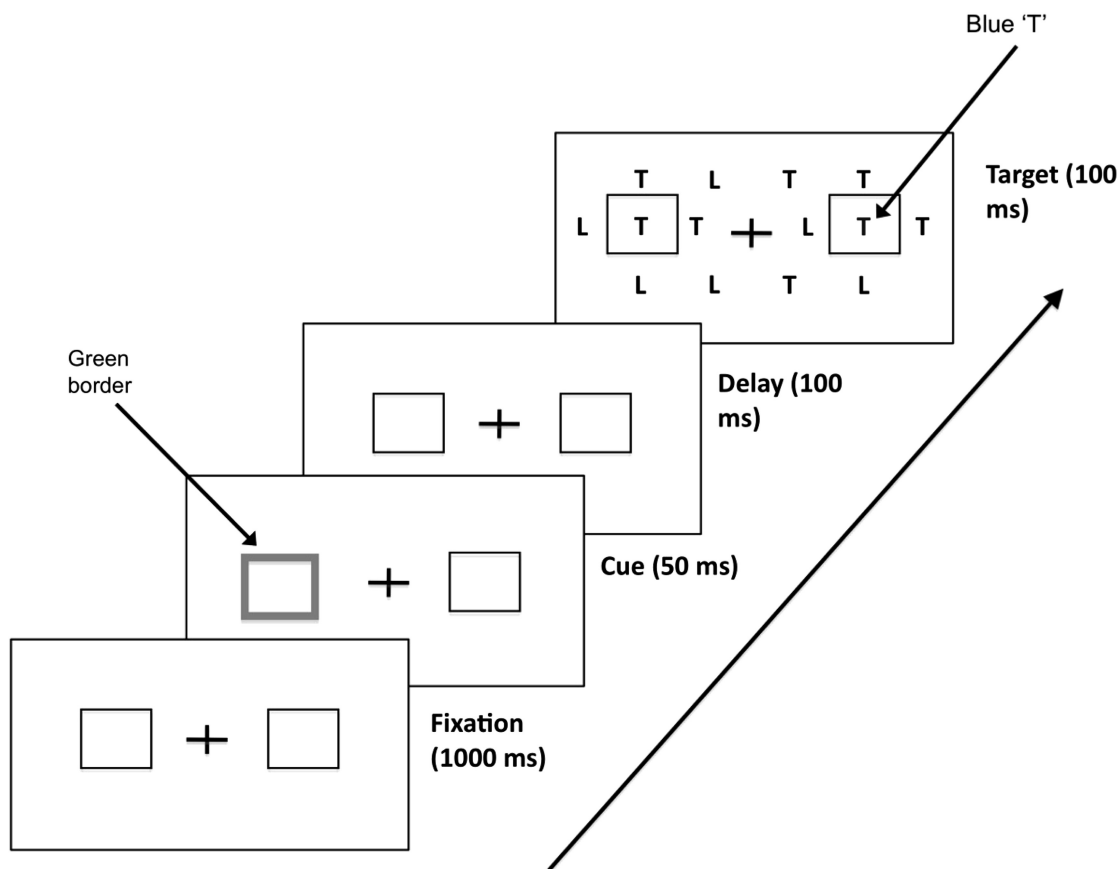 Blue ‘T’
Target (100
ms)
T L T T
L T T L T T
L L T L
Green
border
Delay (100
ms)
Cue (50 ms)
Fixation
(1000 ms)